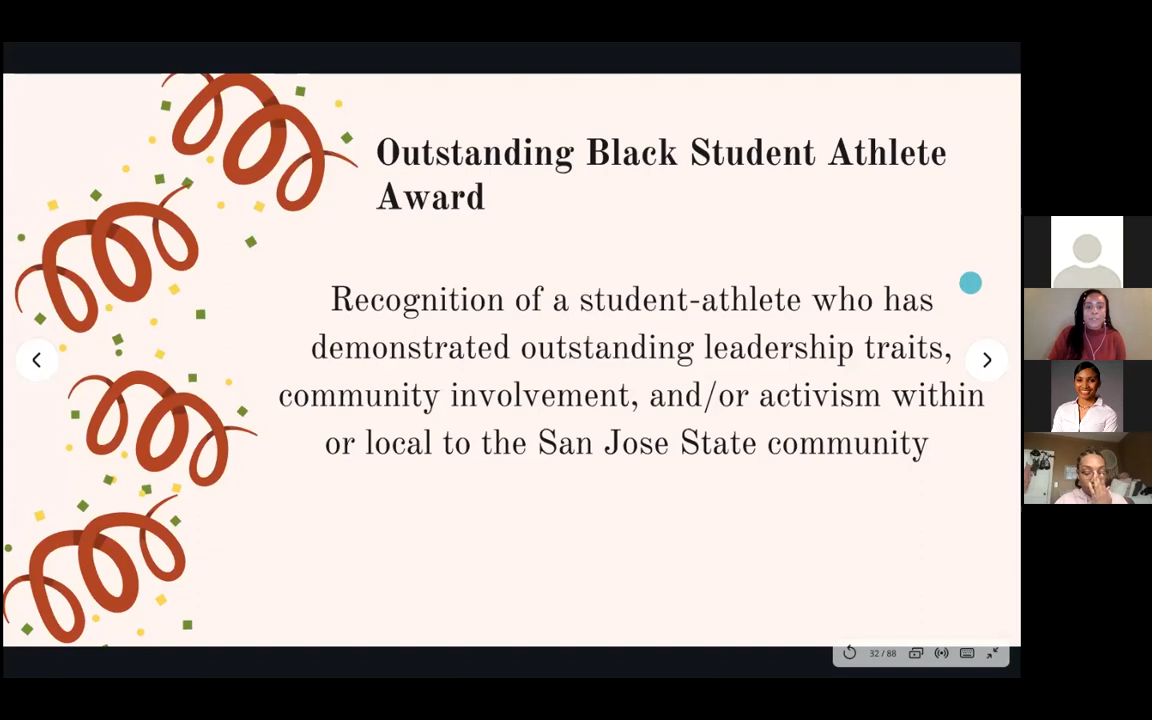 Outstanding Black Student Athlete
Award
Recognition of a student-athlete who has
demonstrated outstanding leadership traits,
community involvement, and/or activism within
or local to the San Jose State community
32 / 88